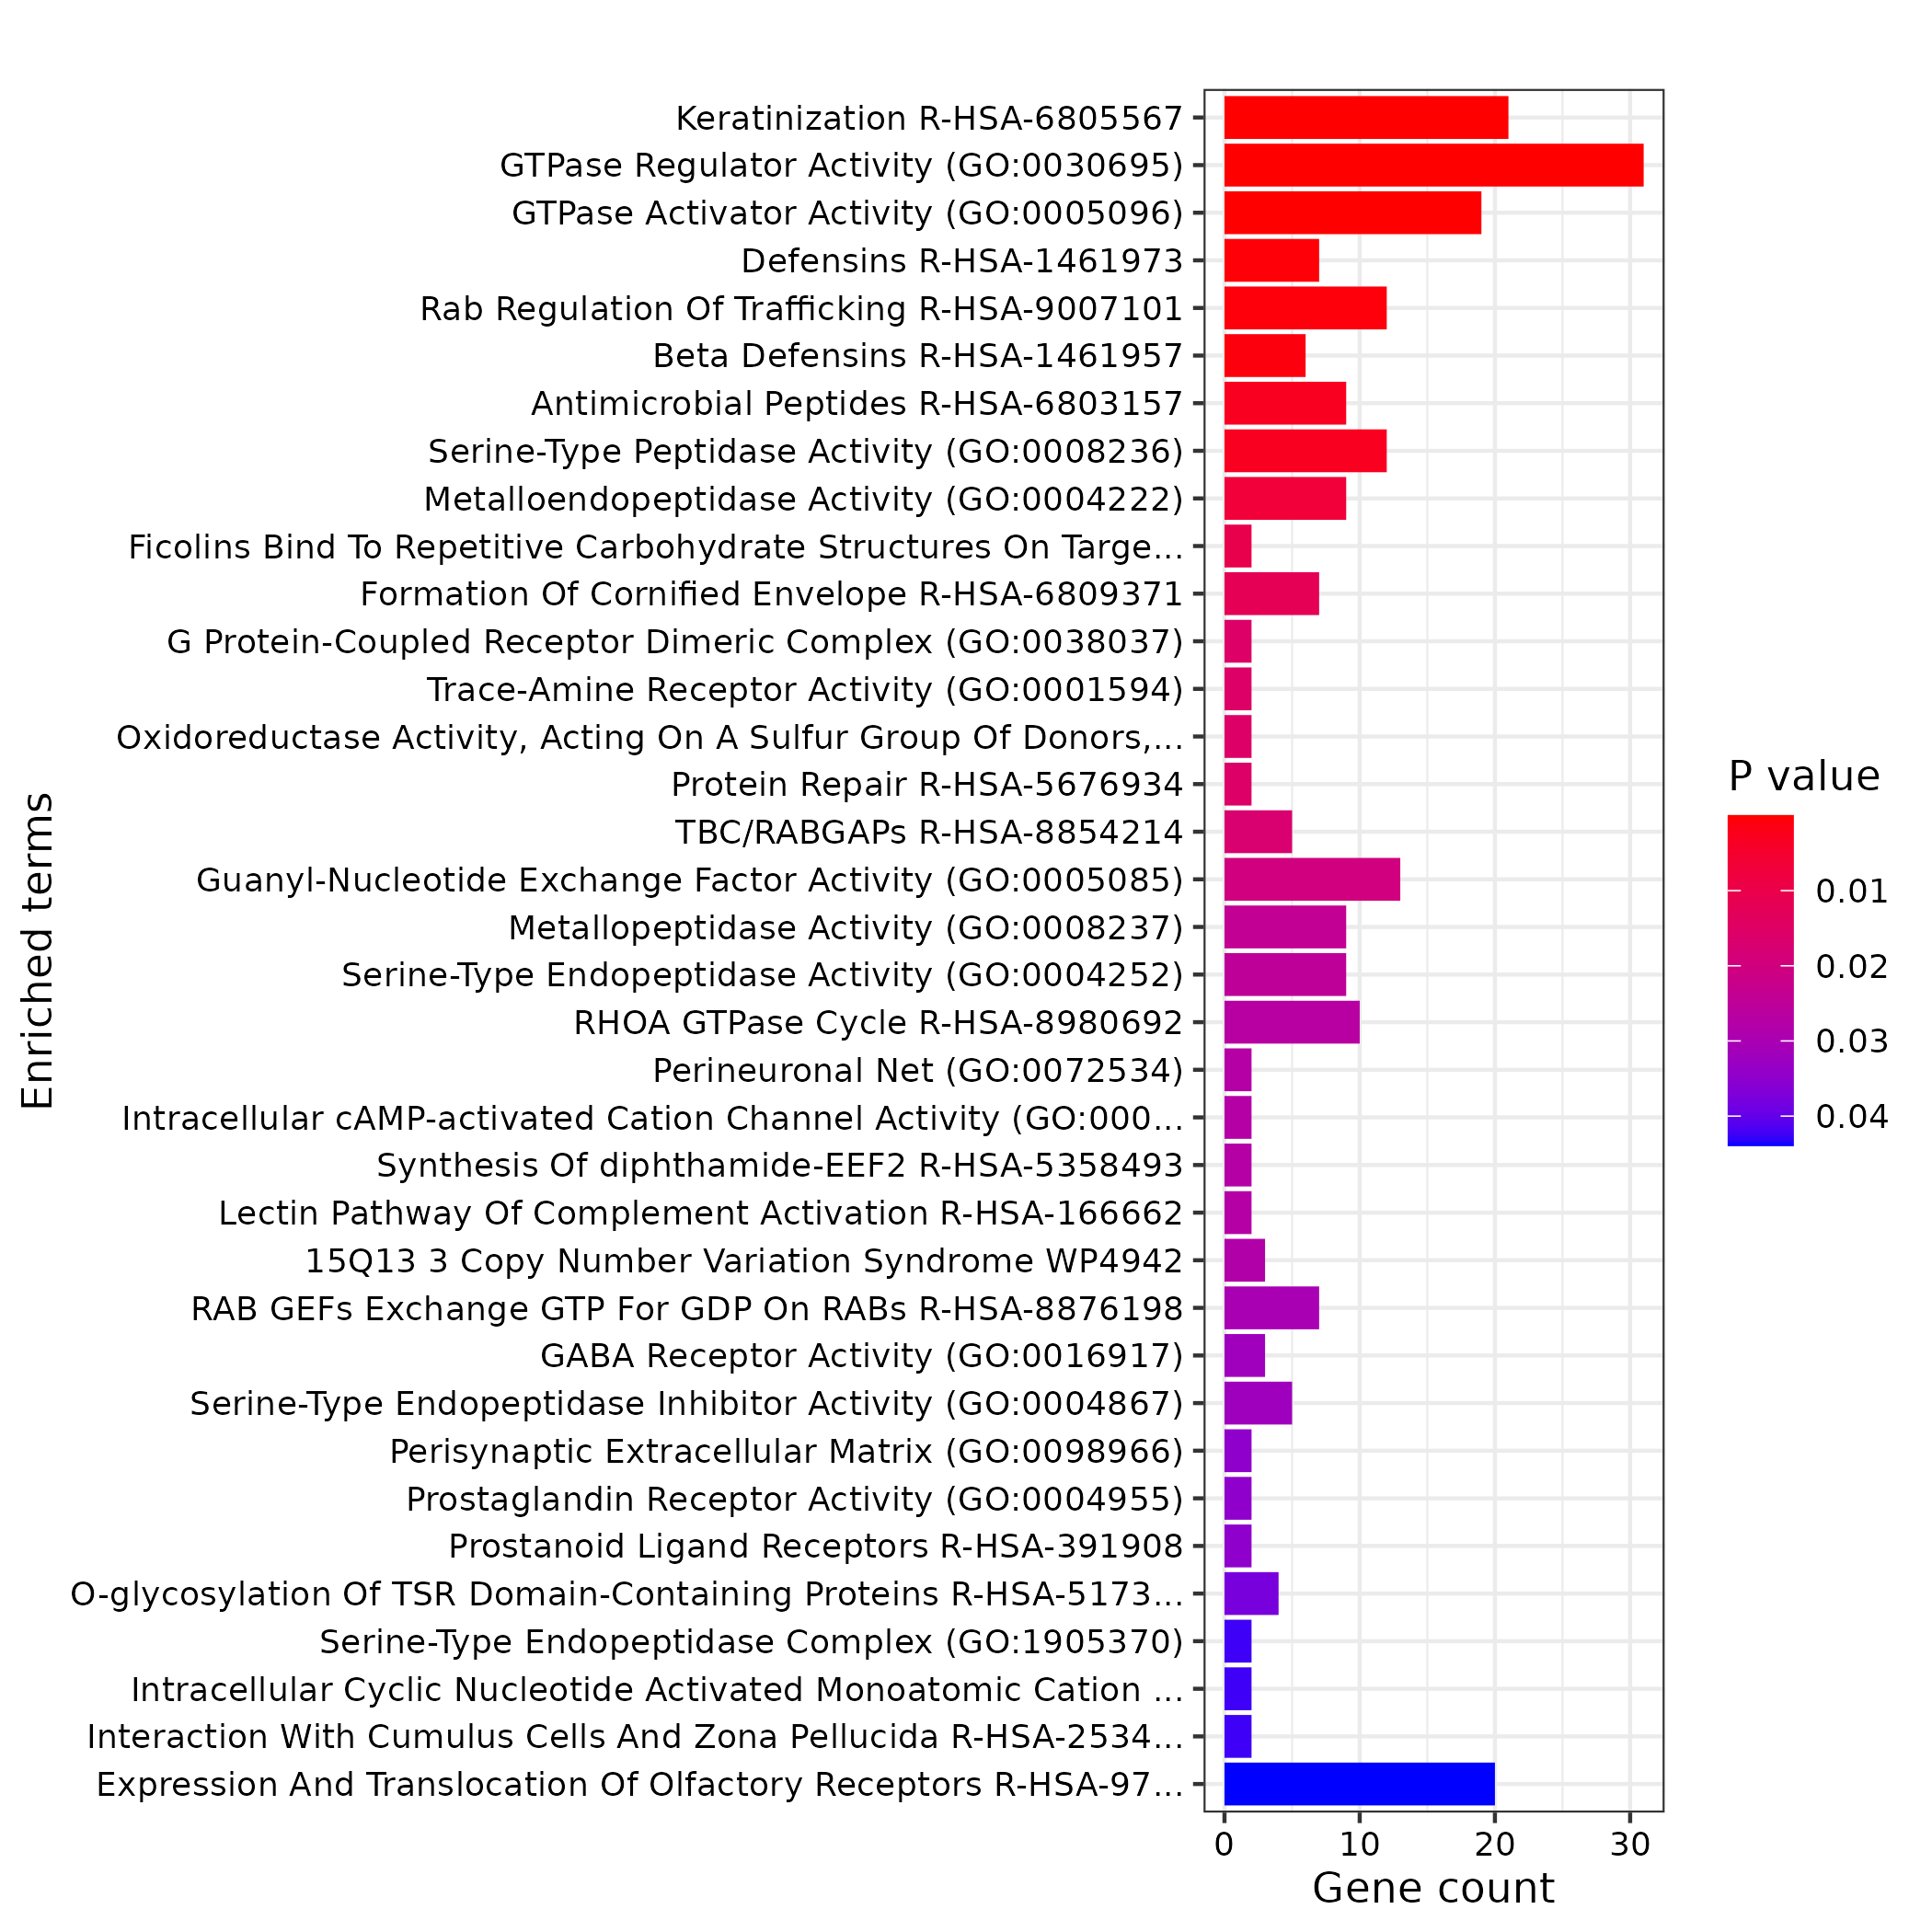 Keratinization R-HSA-6805567
GTPase Regulator Activity (GO:0030695)
GTPase Activator Activity (GO:0005096)
Defensins R-HSA-1461973
Rab Regulation Of Trafficking R-HSA-9007101
Beta Defensins R-HSA-1461957
Antimicrobial Peptides R-HSA-6803157
Serine-Type Peptidase Activity (GO:0008236)
Metalloendopeptidase Activity (GO:0004222)
Ficolins Bind To Repetitive Carbohydrate Structures On Targe...
Formation Of Cornified Envelope R-HSA-6809371
G Protein-Coupled Receptor Dimeric Complex (GO:0038037)
Trace-Amine Receptor Activity (GO:0001594)
Oxidoreductase Activity, Acting On A Sulfur Group Of Donors,...
Protein Repair R-HSA-5676934
TBC/RABGAPs R-HSA-8854214
Guanyl-Nucleotide Exchange Factor Activity (GO:0005085)
Metallopeptidase Activity (GO:0008237)
Serine-Type Endopeptidase Activity (GO:0004252)
RHOA GTPase Cycle R-HSA-8980692
Perineuronal Net (GO:0072534)
Intracellular cAMP-activated Cation Channel Activity (GO:000...
Synthesis Of diphthamide-EEF2 R-HSA-5358493
Lectin Pathway Of Complement Activation R-HSA-166662
15Q13 3 Copy Number Variation Syndrome WP4942
RAB GEFs Exchange GTP For GDP On RABs R-HSA-8876198
GABA Receptor Activity (GO:0016917)
Serine-Type Endopeptidase Inhibitor Activity (GO:0004867)
Perisynaptic Extracellular Matrix (GO:0098966)
Prostaglandin Receptor Activity (GO:0004955)
Prostanoid Ligand Receptors R-HSA-391908
O-glycosylation Of TSR Domain-Containing Proteins R-HSA-5173...
Serine-Type Endopeptidase Complex (GO:1905370)
Intracellular Cyclic Nucleotide Activated Monoatomic Cation ...
Interaction With Cumulus Cells And Zona Pellucida R-HSA-2534...
Expression And Translocation Of Olfactory Receptors R-HSA-97...
Enriched terms
0 10 20 30
Gene count
P value
0.01
0.02
0.03
0.04